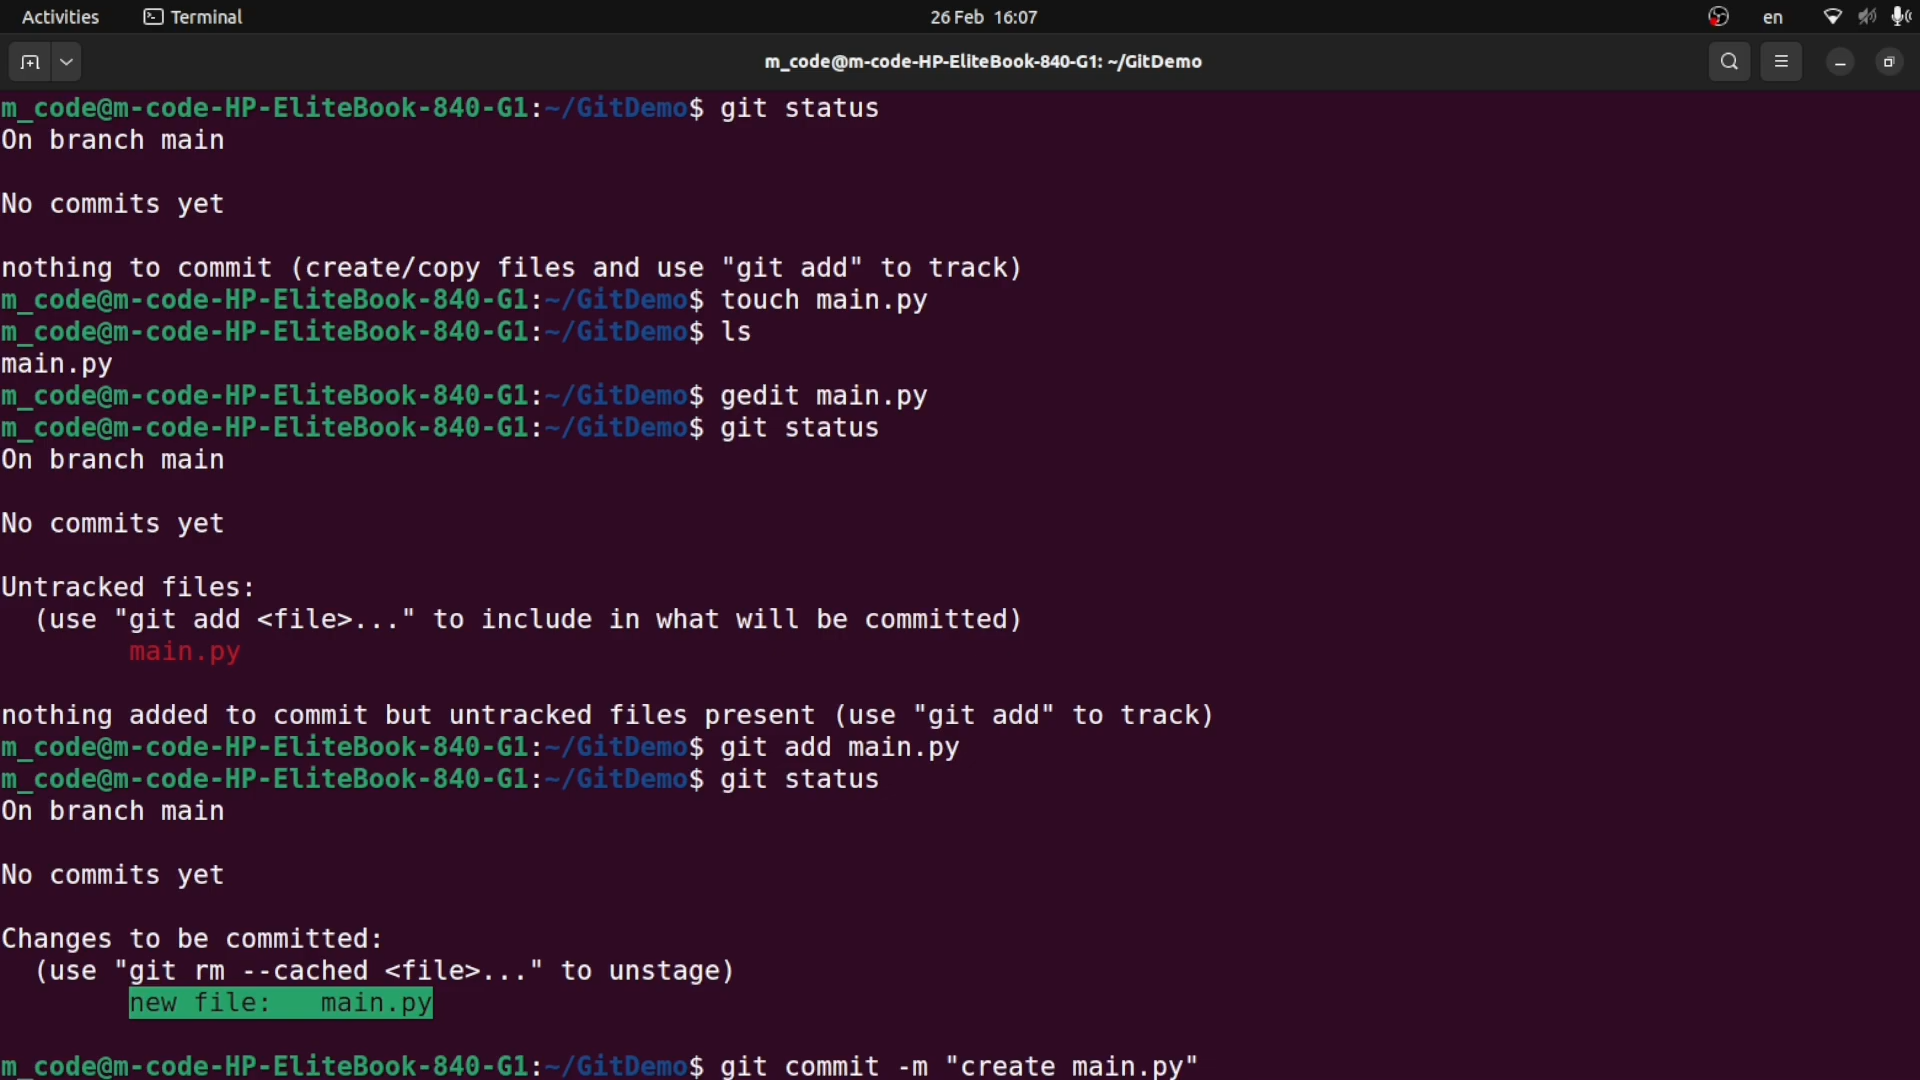 Activities
Terminal
26 Feb 16:07
en
m_code@m-code-HP-EliteBook-840-G1: ~/GitDemo
m_code@m-code-HP-EliteBook-840-G1:~/GitDemo$ git status
On branch main
No commits yet
nothing to commit (create/copy files and use "git add" to track)
m_code@m-code-HP-EliteBook-840-G1:~/GitDemo$ touch main.py
m_code@m-code-HP-EliteBook-840-G1:~/GitDemo$ ls
main.py
m_code@m-code-HP-EliteBook-840-G1:~/GitDemo$ gedit main.py
m_code@m-code-HP-EliteBook-840-G1:~/GitDemo$ git status
On branch main
No commits yet
Untracked files:
  (use "git add <file>..." to include in what will be committed)
        main.py
nothing added to commit but untracked files present (use "git add" to track)
m_code@m-code-HP-EliteBook-840-G1:~/GitDemo$ git add main.py
m_code@m-code-HP-EliteBook-840-G1:~/GitDemo$ git status
On branch main
No commits yet
Changes to be committed:
  (use "git rm --cached <file>..." to unstage)
        new file:   main.py
m_code@m-code-HP-EliteBook-840-G1:~/GitDemo$ git commit -m "create main.py"